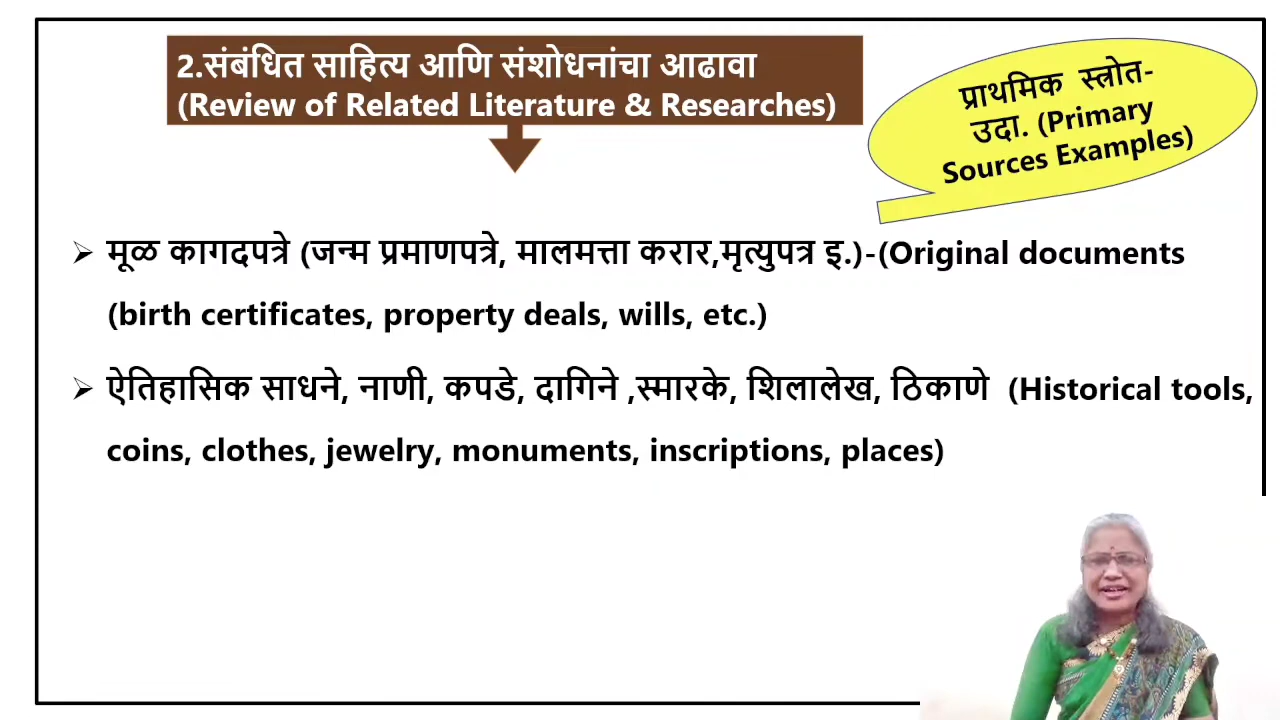 2.संबंधित साहित्य आणि संशोधनांचा आढावा
(Review of Related Literature & Researches)
प्राथमिक स्त्रोत-
उदा. (Primary
Sources Examples)
➢ मूळ कागदपत्रे (जन्म प्रमाणपत्रे, मालमत्ता करार,मृत्युपत्र इ.)-(Original documents
(birth certificates, property deals, wills, etc.)
➢ ऐतिहासिक साधने, नाणी, कपडे, दागिने ,स्मारके, शिलालेख, ठिकाणे (Historical tools,
coins, clothes, jewelry, monuments, inscriptions, places)